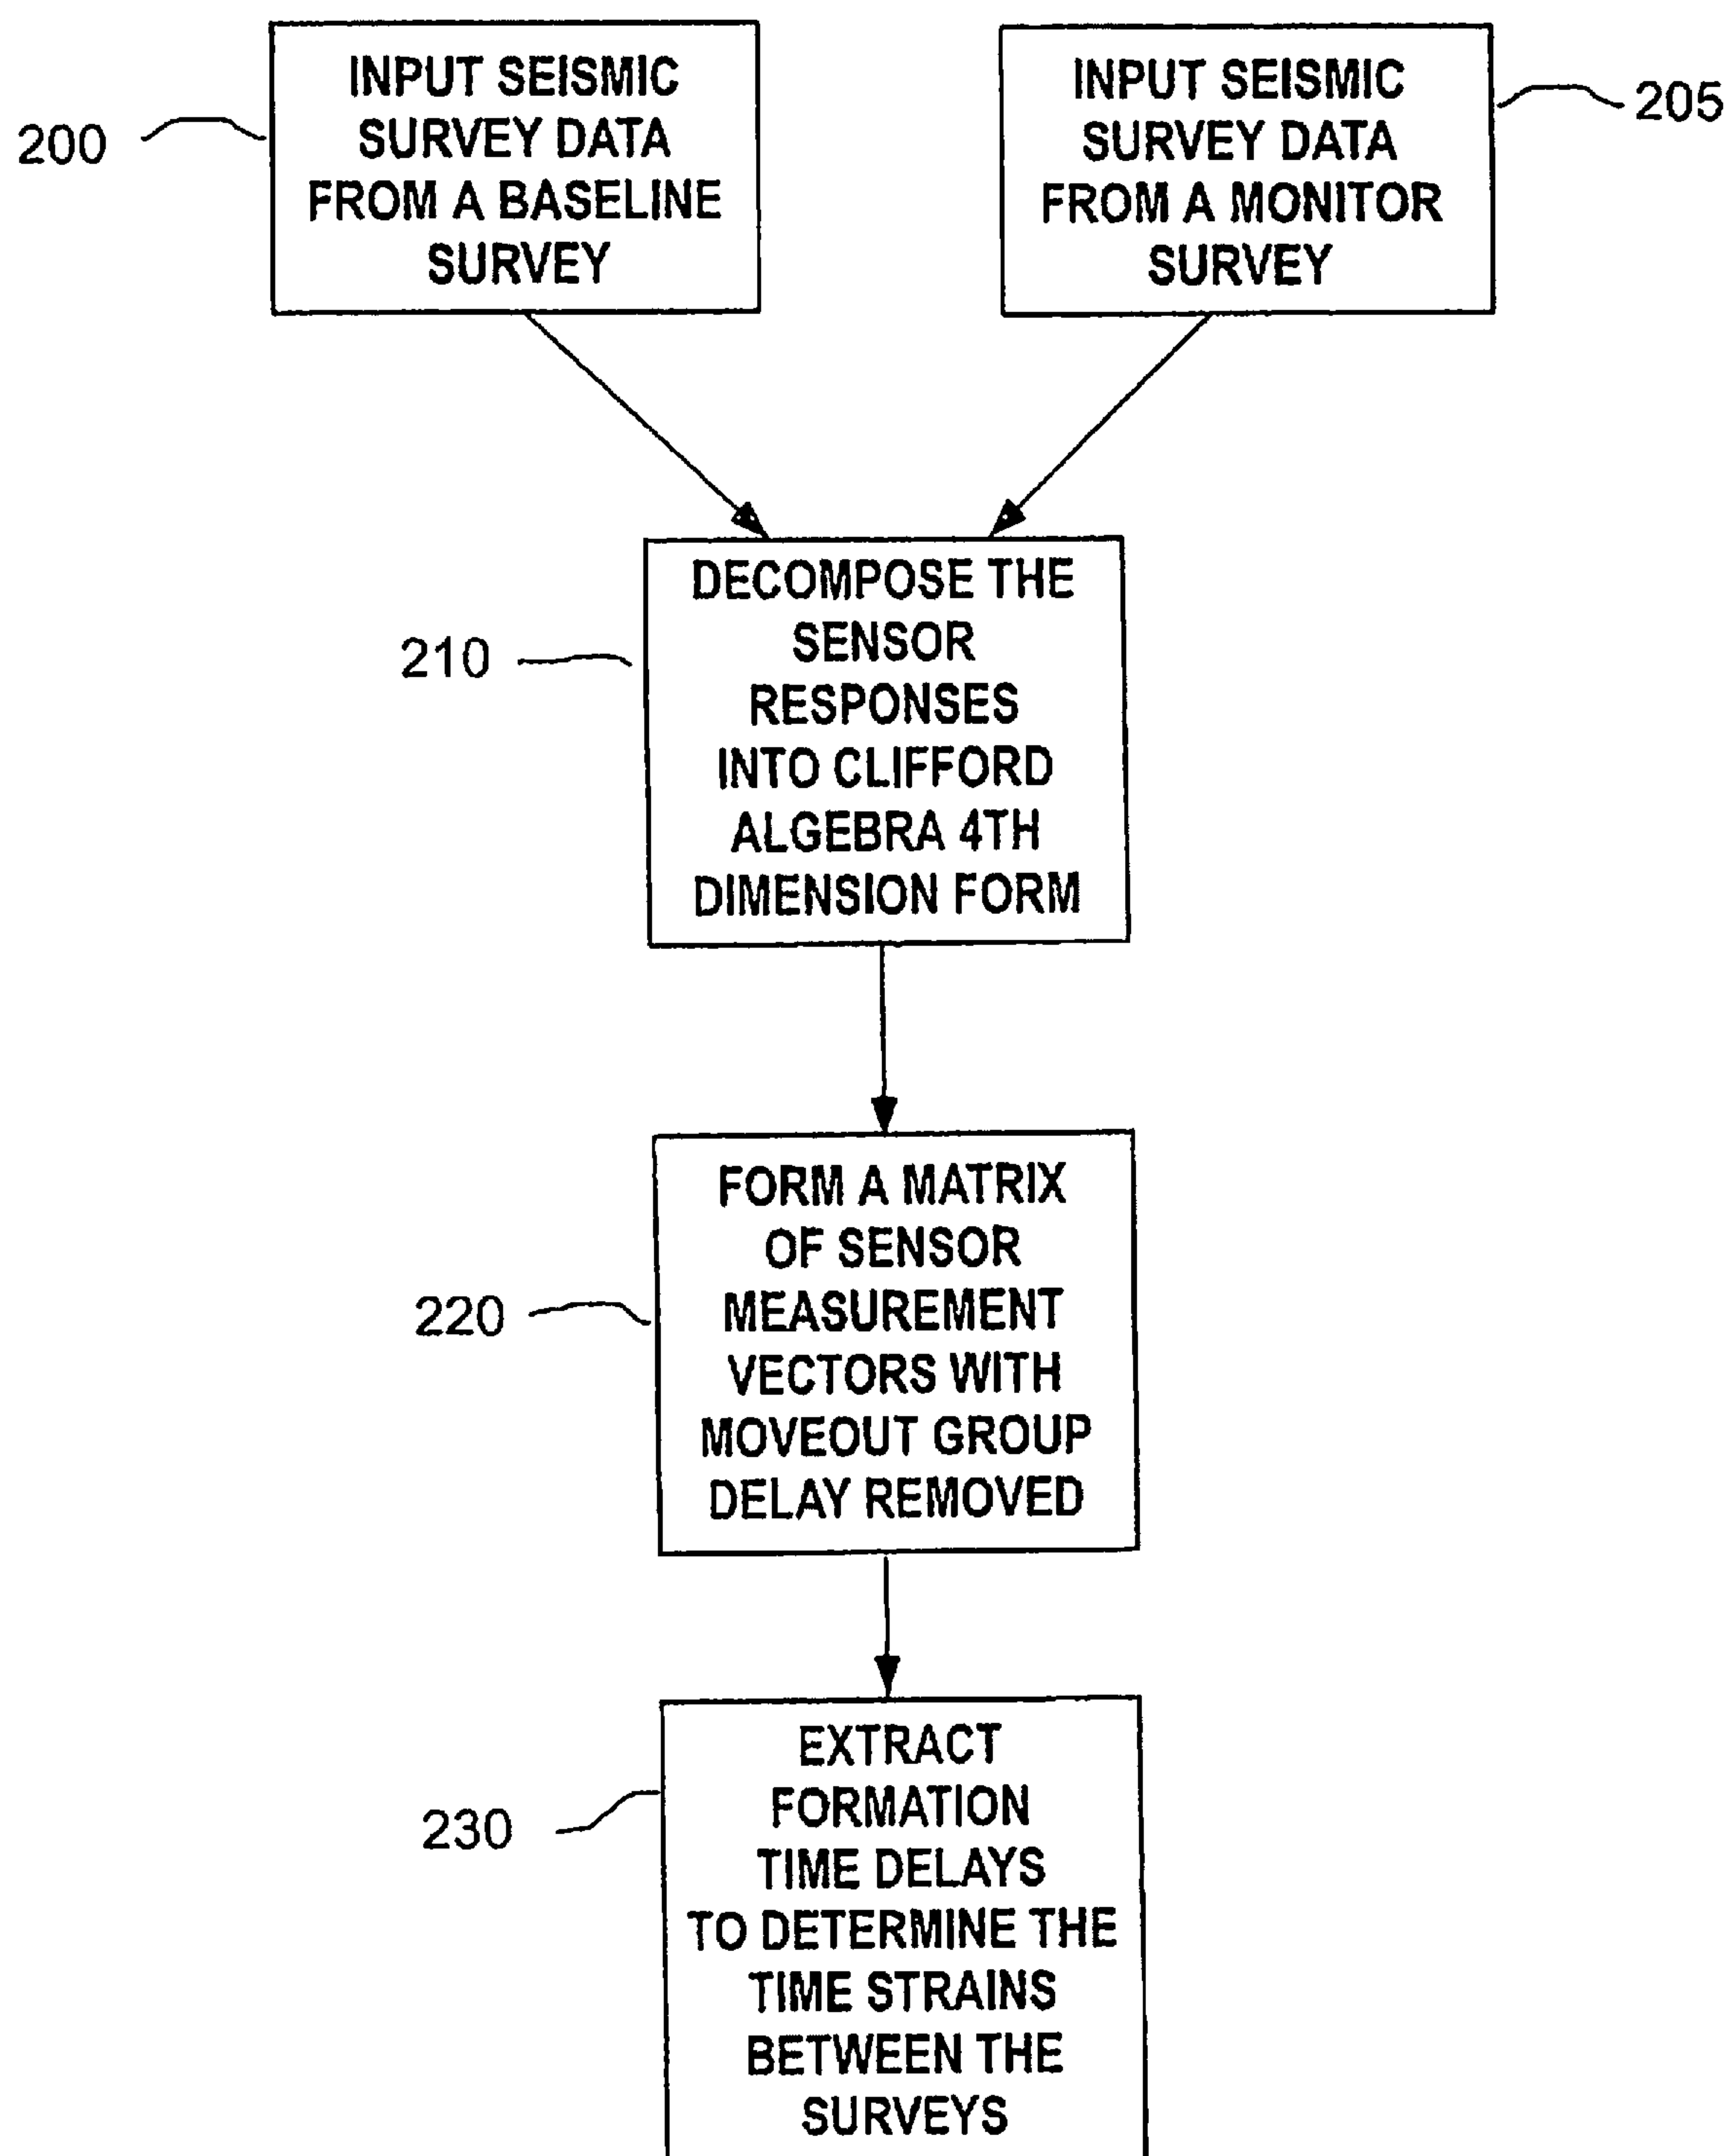 200
INPUT SEISMIC
SURVEY DATA
FROM A BASELINE
SURVEY
INPUT SEISMIC
SURVEY DATA
FROM A MONITOR
SURVEY
205
210
DECOMPOSE THE
SENSOR
RESPONSES
INTO CLIFFORD
ALGEBRA 4TH
DIMENSION FORM
220
FORM A MATRIX
OF SENSOR
MEASUREMENT
VECTORS WITH
MOVEOUT GROUP
DELAY REMOVED
230
EXTRACT
FORMATION
TIME DELAYS
TO DETERMINE THE
TIME STRAINS
BETWEEN THE
SURVEYS